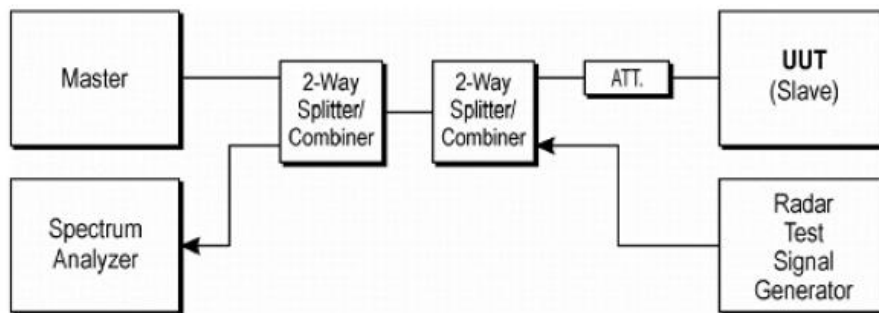 Master
2-Way
Splitter/
Combiner
2-Way
Splitter/
Combiner
ATT.
UUT
(Slave)
Spectrum
Analyzer
Radar
Test
Signal
Generator